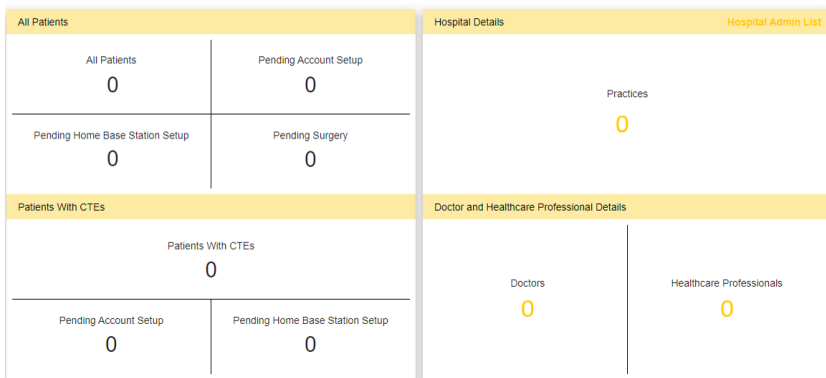 All Patients
All Patients
0
Pending Account Setup
0
Pending Home Base Station Setup
0
Pending Surgery
0
Patients With CTEs
Patients With CTEs
0
Pending Account Setup
0
Pending Home Base Station Setup
0
Hospital Details
Hospital Admin List
Practices
0
Doctor and Healthcare Professional Details
Doctors
0
Healthcare Professionals
0